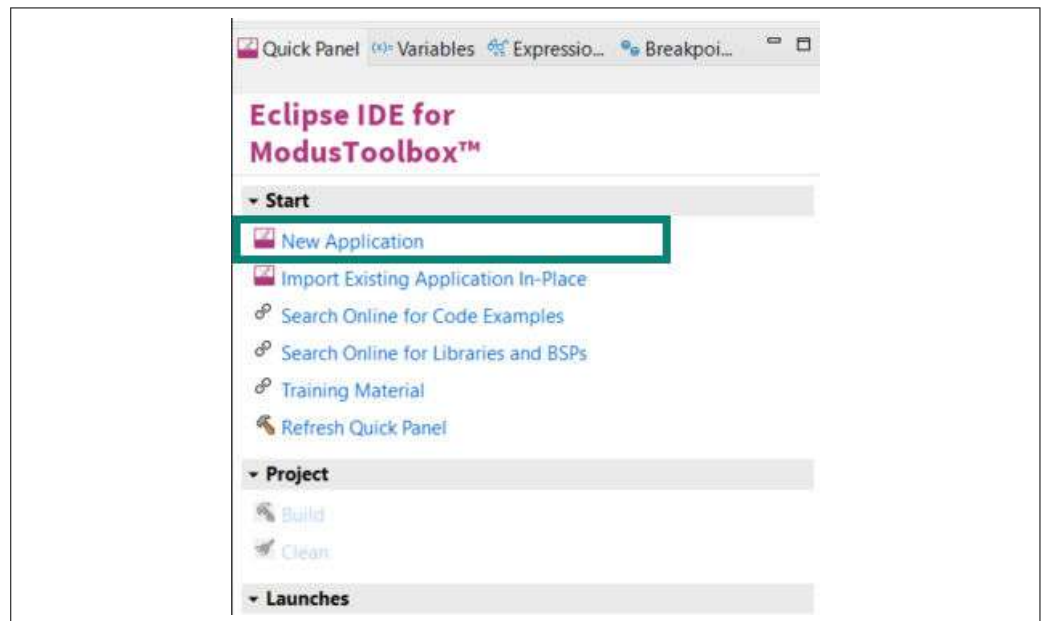 Quick Panel (x)= Variables Expressio... Breakpoi...
Eclipse IDE for
ModusToolbox™
Start
New Application
Import Existing Application In-Place
Search Online for Code Examples
Search Online for Libraries and BSPs
Training Material
Refresh Quick Panel
Project
Build
Clean
Launches